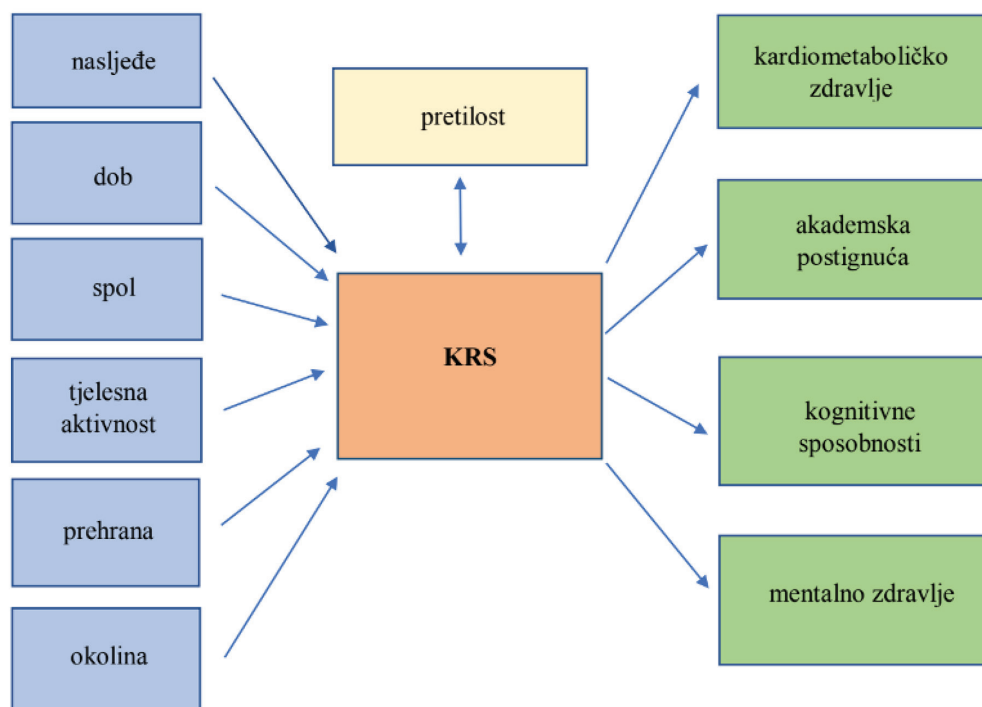 nasljeđe
dob
spol
tjelesna
aktivnost
prehrana
okolina
pretilost
KRS
kardiometaboličko
zdravlje
akademska
postignuća
kognitivne
sposobnosti
mentalno zdravlje